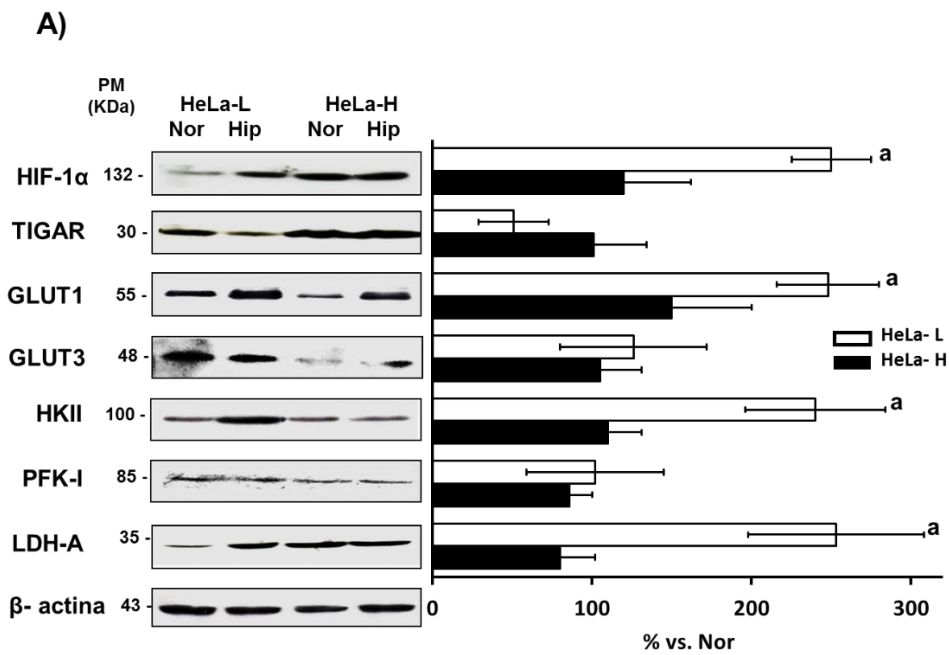 A)
PM
(KDa)
HeLa-L HeLa-H
Nor Hip Nor Hip
HIF-1α 132 - a
TIGAR 30 -
GLUT1 55 - a
HeLa- L
GLUT3 48 - HeLa- H
HKII 100 - a
PFK-I 85 -
LDH-A 35 - a
β- actina 43 - 0 100 200 300
% vs. Nor